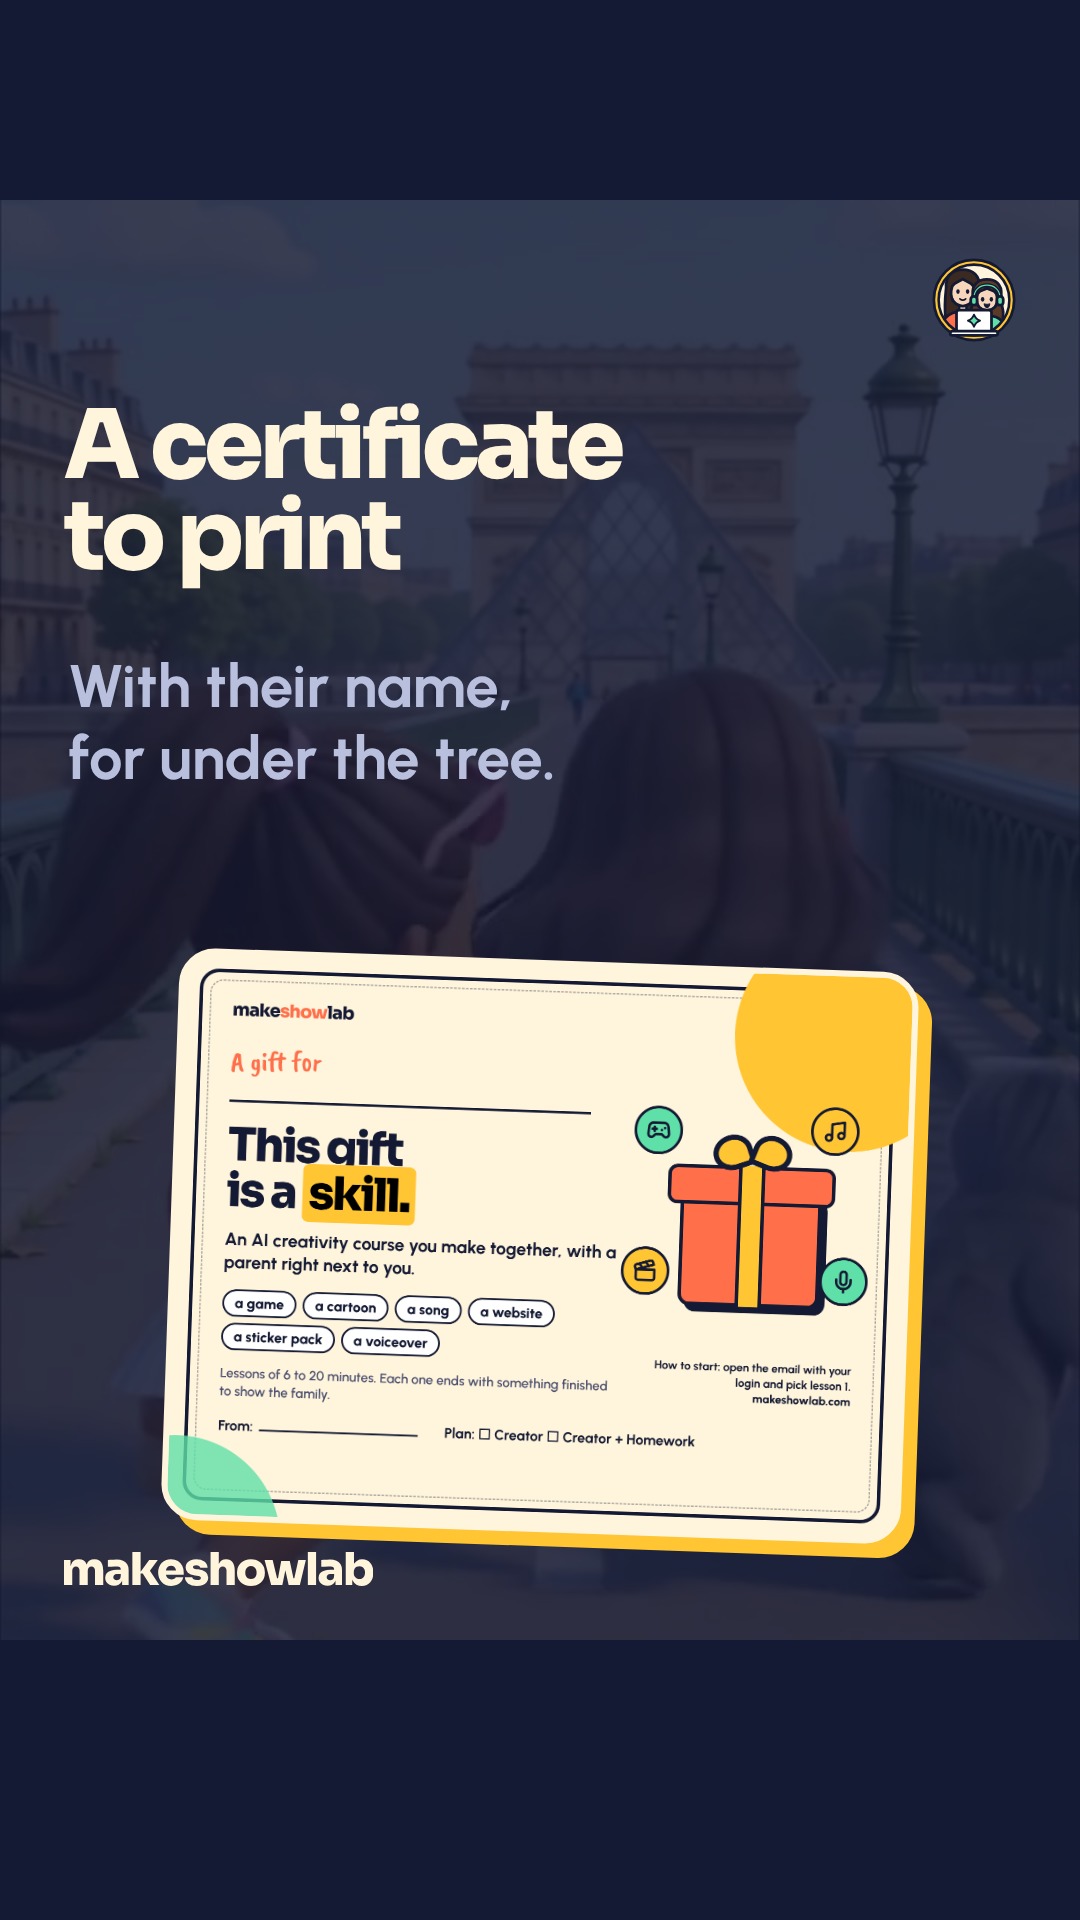 A certificate
to print
With their name,
for under the tree.
makeshowlab
A gift for
This gift
is a skill.
An AI creativity course you make together, with a
parent right next to you.
a game a cartoon a song a website
a sticker pack a voiceover
Lessons of 6 to 20 minutes. Each one ends with something finished
to show the family.
How to start: open the email with your
login and pick lesson 1.
makeshowlab.com
From: Plan: ☐ Creator ☐ Creator + Homework
makeshowlab